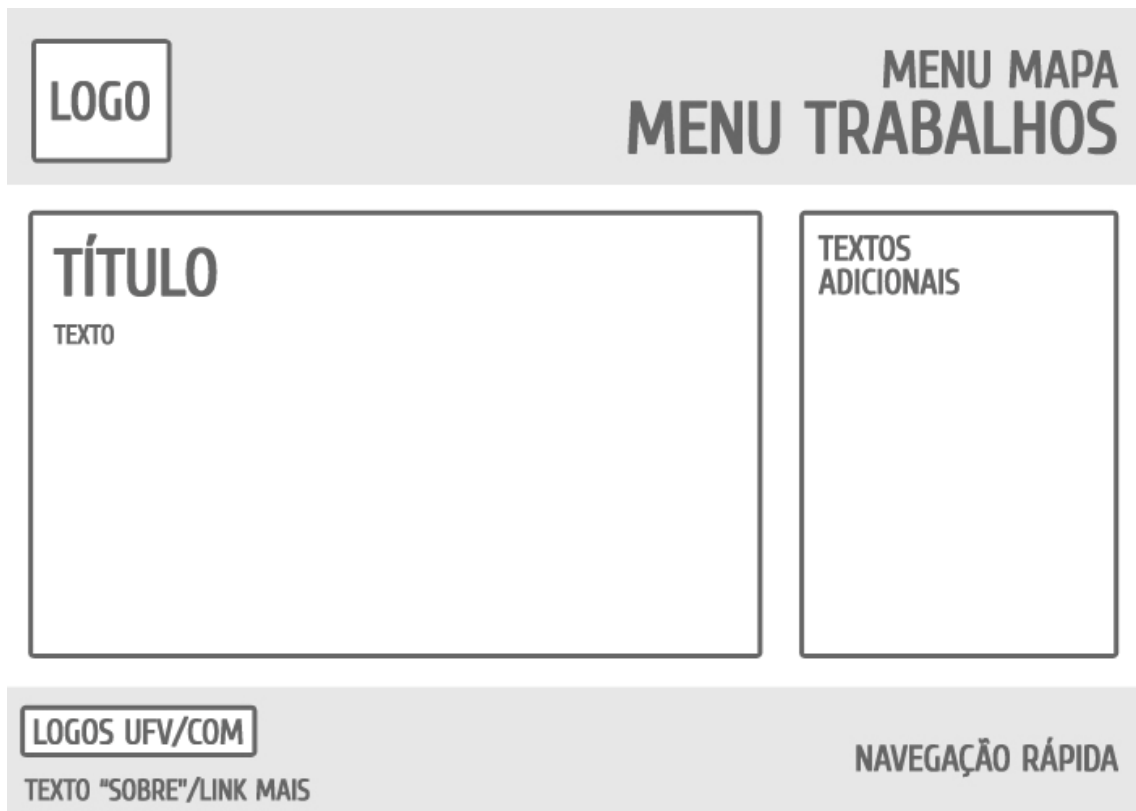 LOGO
MENU MAPA
MENU TRABALHOS
TÍTULO
TEXTO
TEXTOS
ADICIONAIS
LOGOS UFV/COM
TEXTO "SOBRE"/LINK MAIS
NAVEGAÇÃO RÁPIDA